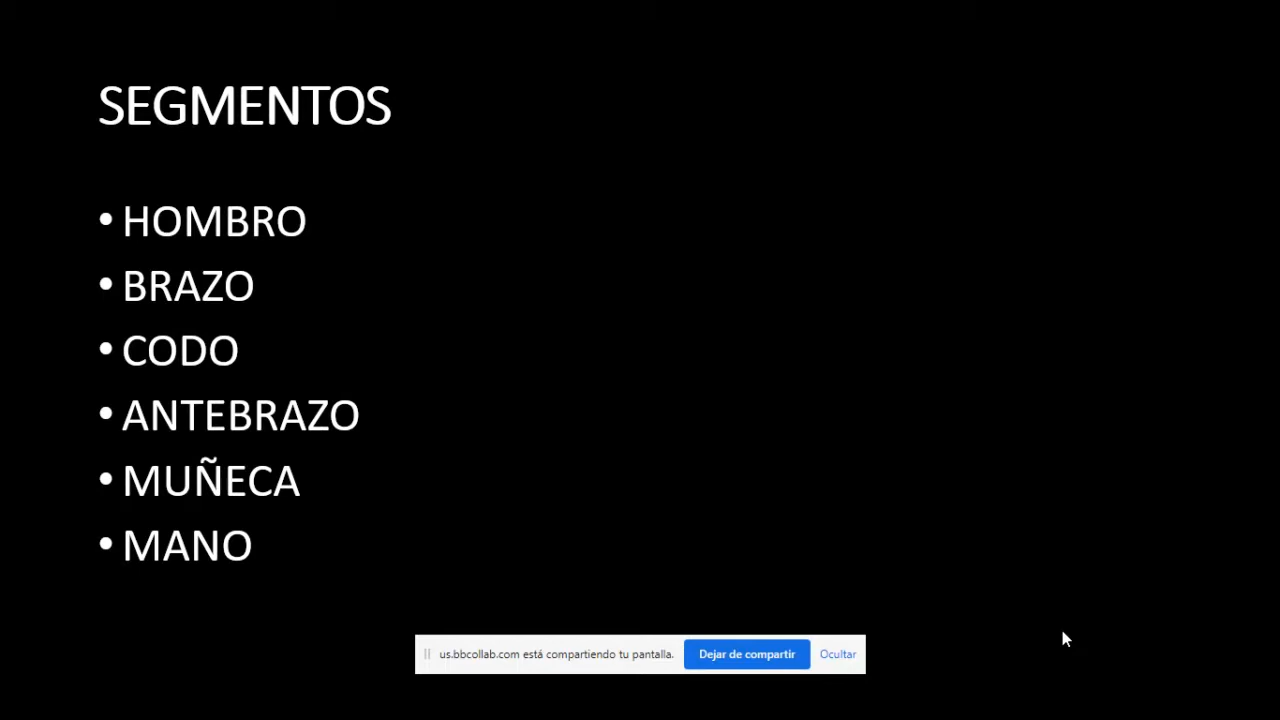 SEGMENTOS
• HOMBRO
• BRAZO
• CODO
• ANTEBRAZO
• MUÑECA
• MANO
us.bbcollab.com está compartiendo tu pantalla. Dejar de compartir Ocultar